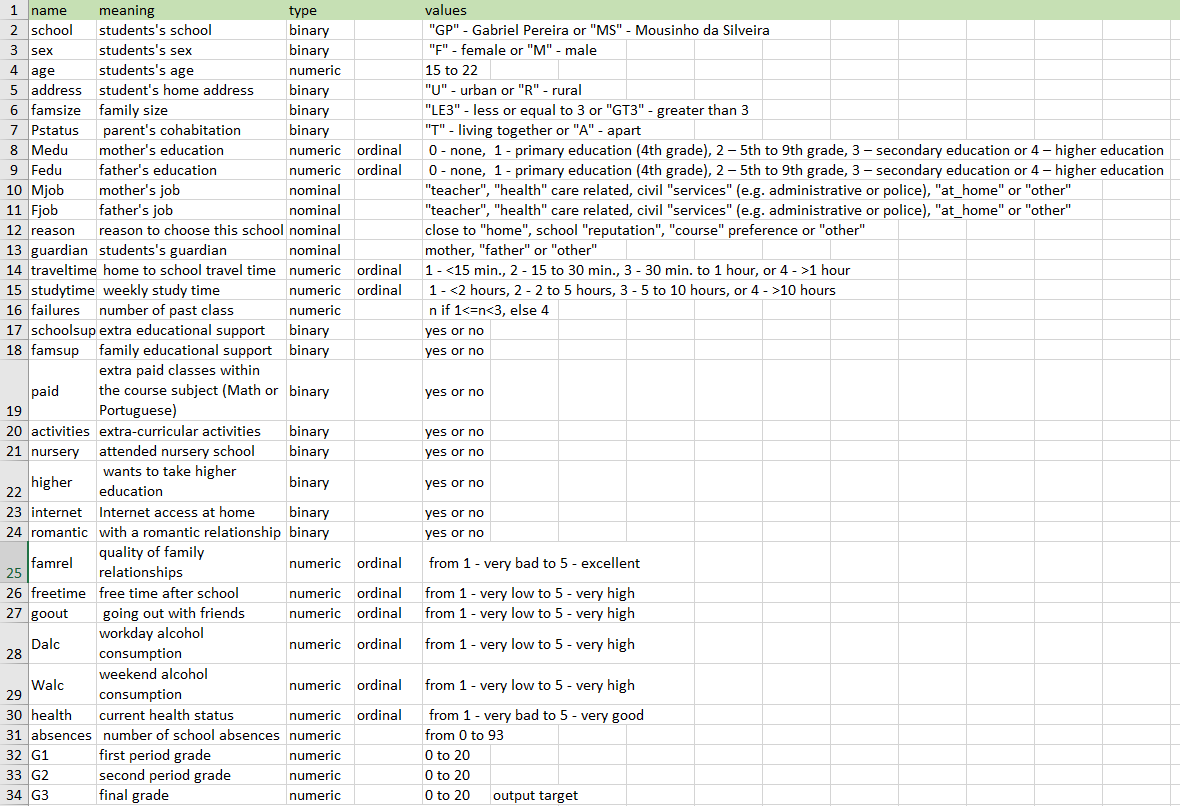 1 name meaning type values
2 school students's school binary "GP" - Gabriel Pereira or "MS" - Mousinho da Silveira
3 sex students's sex binary "F" - female or "M" - male
4 age students's age numeric 15 to 22
5 address student's home address binary "U" - urban or "R" - rural
6 famsize family size binary "LE3" - less or equal to 3 or "GT3" - greater than 3
7 Pstatus parent's cohabitation binary "T" - living together or "A" - apart
8 Medu mother's education numeric ordinal 0 - none, 1 - primary education (4th grade), 2 – 5th to 9th grade, 3 – secondary education or 4 – higher education
9 Fedu father's education numeric ordinal 0 - none, 1 - primary education (4th grade), 2 – 5th to 9th grade, 3 – secondary education or 4 – higher education
10 Mjob mother's job nominal "teacher", "health" care related, civil "services" (e.g. administrative or police), "at_home" or "other"
11 Fjob father's job nominal "teacher", "health" care related, civil "services" (e.g. administrative or police), "at_home" or "other"
12 reason reason to choose this school nominal close to "home", school "reputation", "course" preference or "other"
13 guardian students's guardian nominal mother, "father" or "other"
14 traveltime home to school travel time numeric ordinal 1 - <15 min., 2 - 15 to 30 min., 3 - 30 min. to 1 hour, or 4 - >1 hour
15 studytime weekly study time numeric ordinal 1 - <2 hours, 2 - 2 to 5 hours, 3 - 5 to 10 hours, or 4 - >10 hours
16 failures number of past class numeric n if 1<=n<3, else 4
17 schoolsup extra educational support binary yes or no
18 famsup family educational support binary yes or no
extra paid classes within
paid the course subject (Math or binary yes or no
19 Portuguese)
20 activities extra-curricular activities binary yes or no
21 nursery attended nursery school binary yes or no
wants to take higher
22 higher education binary yes or no
23 internet Internet access at home binary yes or no
24 romantic with a romantic relationship binary yes or no
quality of family
25 famrel relationships numeric ordinal from 1 - very bad to 5 - excellent
26 freetime free time after school numeric ordinal from 1 - very low to 5 - very high
27 goout going out with friends numeric ordinal from 1 - very low to 5 - very high
workday alcohol
28 Dalc consumption numeric ordinal from 1 - very low to 5 - very high
weekend alcohol
29 Walc consumption numeric ordinal from 1 - very low to 5 - very high
30 health current health status numeric ordinal from 1 - very bad to 5 - very good
31 absences number of school absences numeric from 0 to 93
32 G1 first period grade numeric 0 to 20
33 G2 second period grade numeric 0 to 20
34 G3 final grade numeric 0 to 20 output target